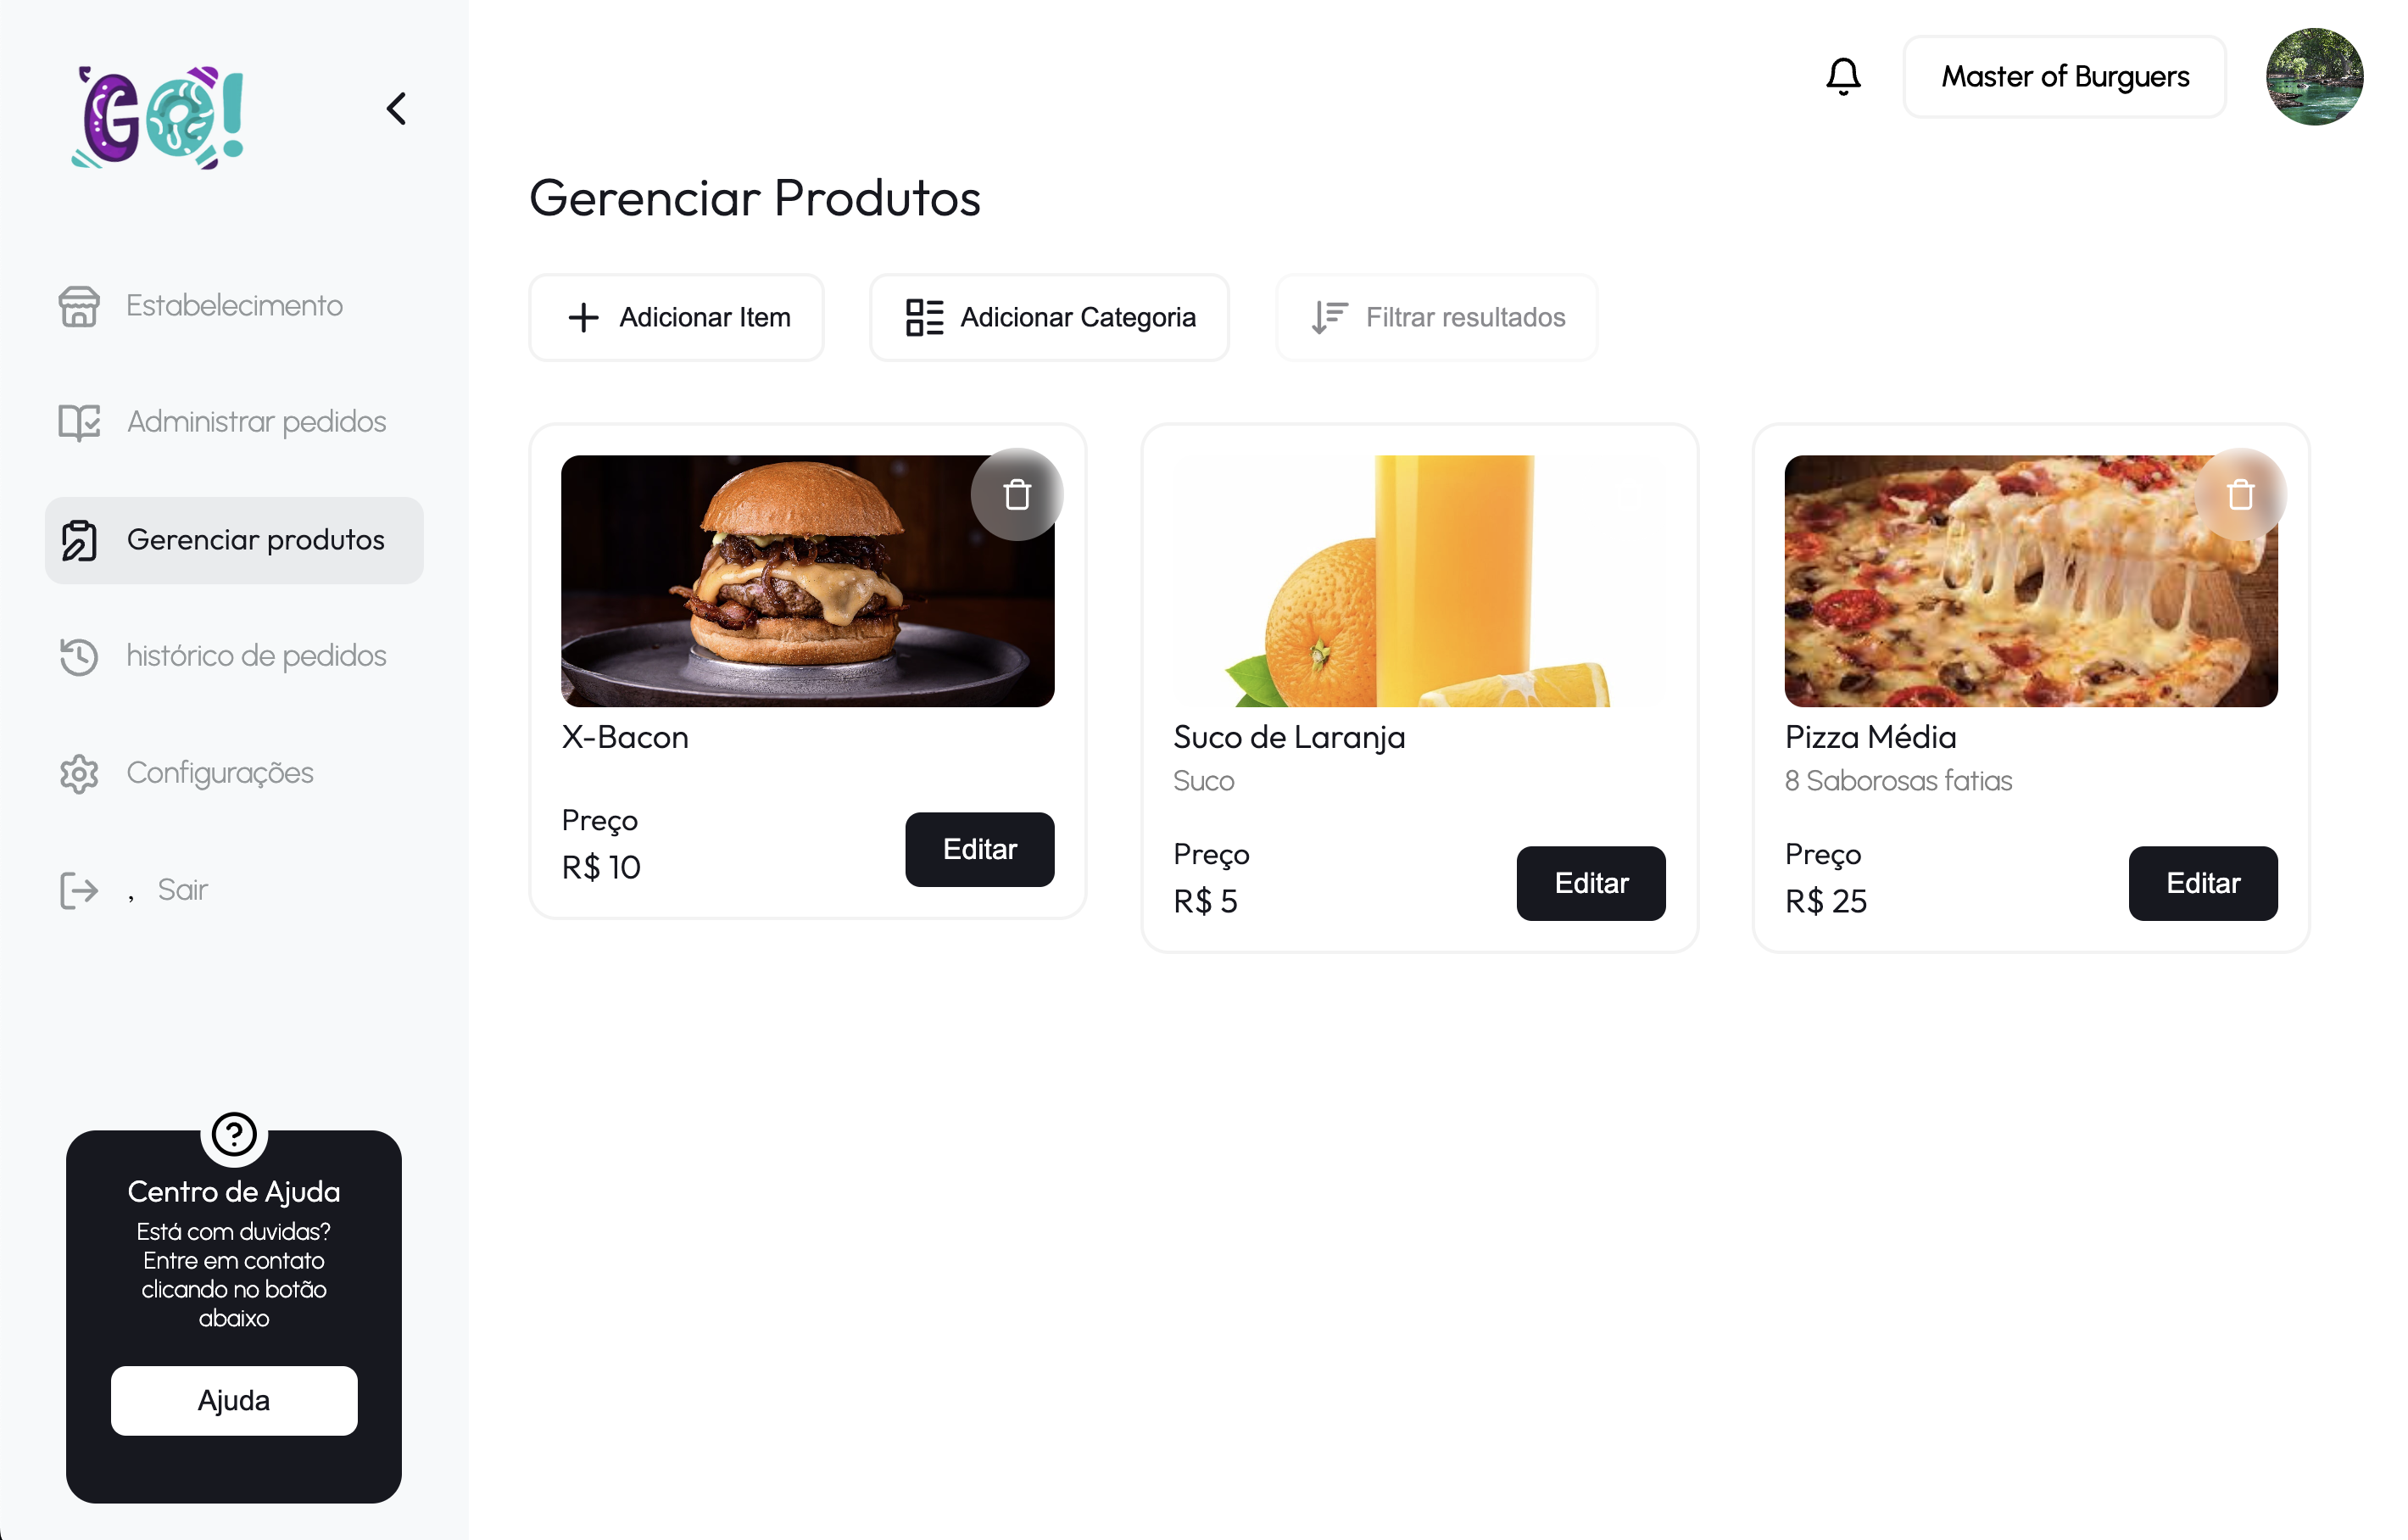 GO!
Master of Burguers
Estabelecimento
Administrar pedidos
Gerenciar produtos
histórico de pedidos
Configurações
, Sair
Centro de Ajuda
Está com duvidas?
Entre em contato
clicando no botão
abaixo
Ajuda
Gerenciar Produtos
Adicionar Item
Adicionar Categoria
Filtrar resultados
X-Bacon
Preço
R$ 10
Editar
Suco de Laranja
Suco
Preço
R$ 5
Editar
Pizza Média
8 Saborosas fatias
Preço
R$ 25
Editar